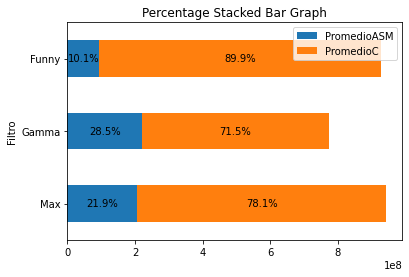 Percentage Stacked Bar Graph
PromedioASM
PromedioC
Funny
10.1%
89.9%
Gamma
28.5%
71.5%
Max
21.9%
78.1%
Filtro
0 2 4 6 8
1e8